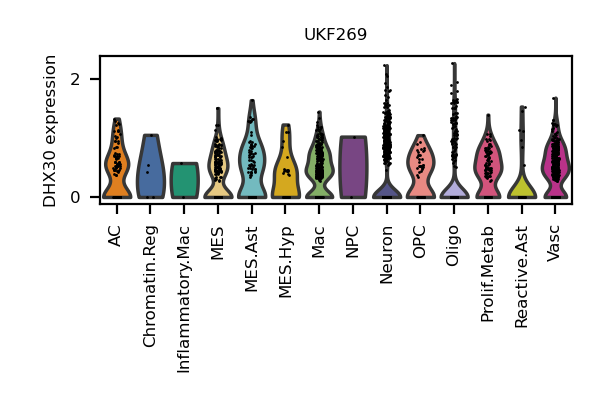 UKF269
DHX30 expression
2
0
AC
Chromatin.Reg
Inflammatory.Mac
MES
MES.Ast
MES.Hyp
Mac
NPC
Neuron
OPC
Oligo
Prolif.Metab
Reactive.Ast
Vasc